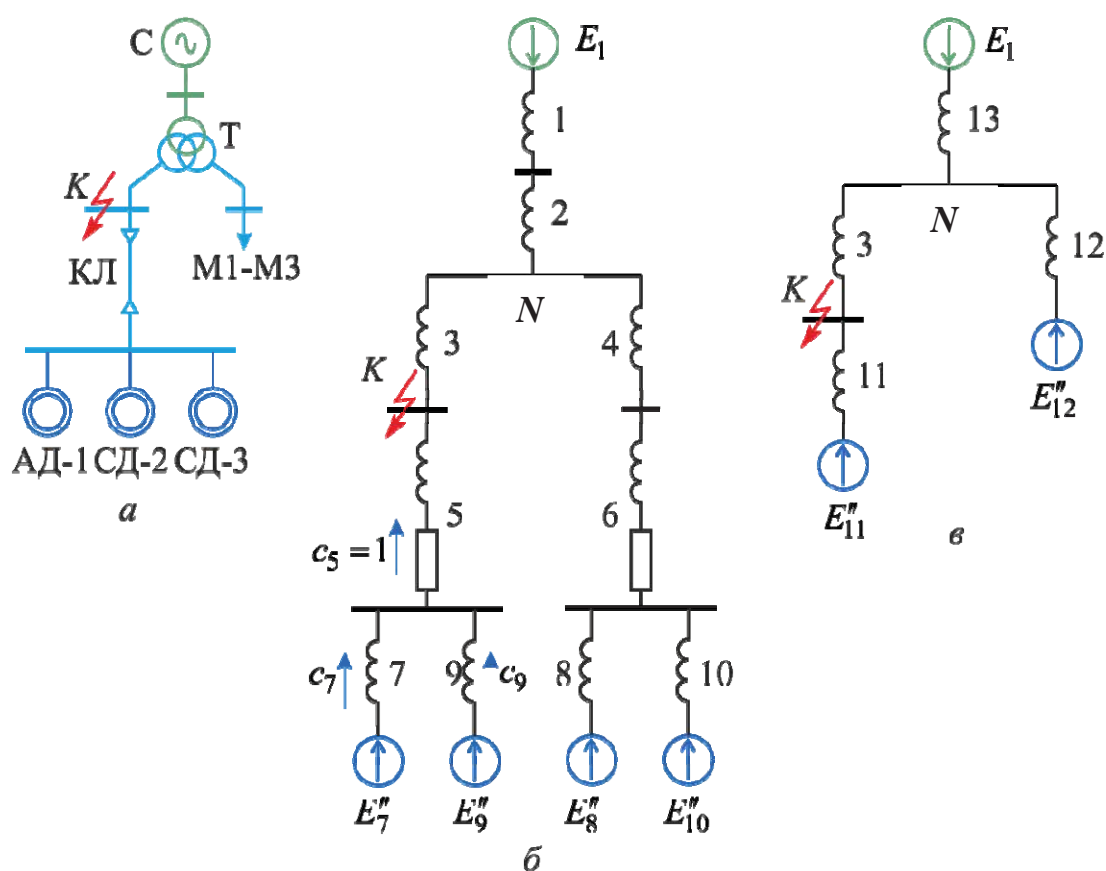 С
Т
K
КЛ
М1-М3
АД-1
СД-2
СД-3
а
E₁
1
2
N
3
4
K
5
6
c₅ = 1
c₇
7
9
c₉
8
10
E″₇
E″₉
E″₈
E″₁₀
б
E₁
13
N
3
12
K
11
E″₁₂
E″₁₁
в